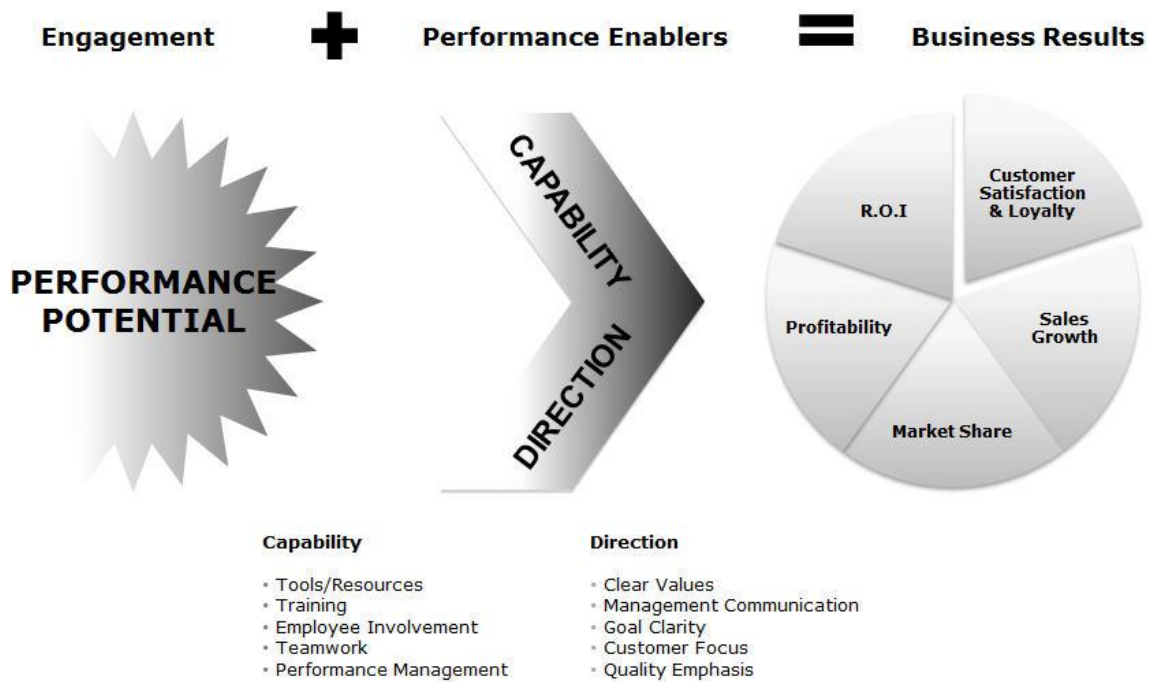 Engagement + Performance Enablers = Business Results
PERFORMANCE
POTENTIAL
CAPABILITY
DIRECTION
R.O.I
Customer
Satisfaction
& Loyalty
Profitability
Sales
Growth
Market Share
Capability
• Tools/Resources
• Training
• Employee Involvement
• Teamwork
• Performance Management
Direction
• Clear Values
• Management Communication
• Goal Clarity
• Customer Focus
• Quality Emphasis